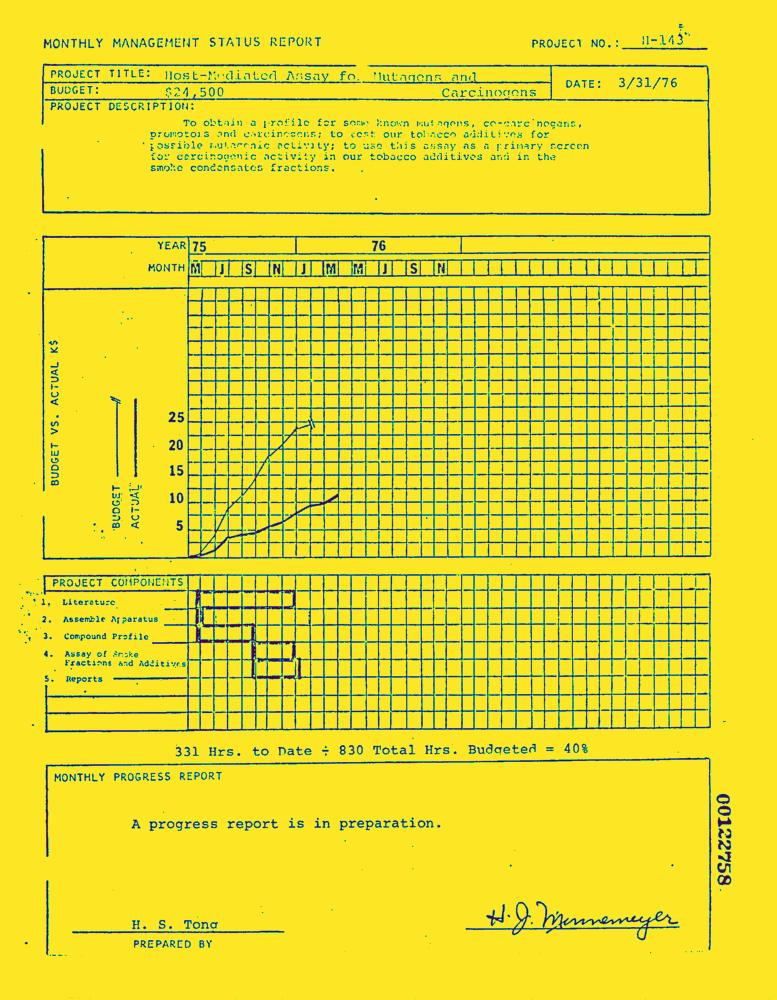 MONTHLY MANAGEMENT STATUS REPORT
PROJECT NO.: H-143
PROJECT TITLE: Host-Mediated Assay for Mutagens and
BUDGET: $24,500 Carcinogens
DATE: 3/31/76
PROJECT DESCRIPTION:
To obtain a profile for some known mutagens, co-carcinogens,
promotors and carcinogens; to test our tobacco additives for
possible mutagenic activity; to use this assay as a primary screen
for carcinogenic activity in our tobacco additives and in the
smoke condensates fractions.
YEAR 75 76
MONTH M J S N J M M J S N
BUDGET VS. ACTUAL K$
BUDGET
ACTUAL
25
20
15
10
5
PROJECT COMPONENTS
1. Literature
2. Assemble Apparatus
3. Compound Profile
4. Assay of Smoke
Fractions and Additives
5. Reports
331 Hrs. to Date ÷ 830 Total Hrs. Budgeted = 40%
MONTHLY PROGRESS REPORT
A progress report is in preparation.
H. S. Tong
PREPARED BY
H. J. Minnemeyer
00122758